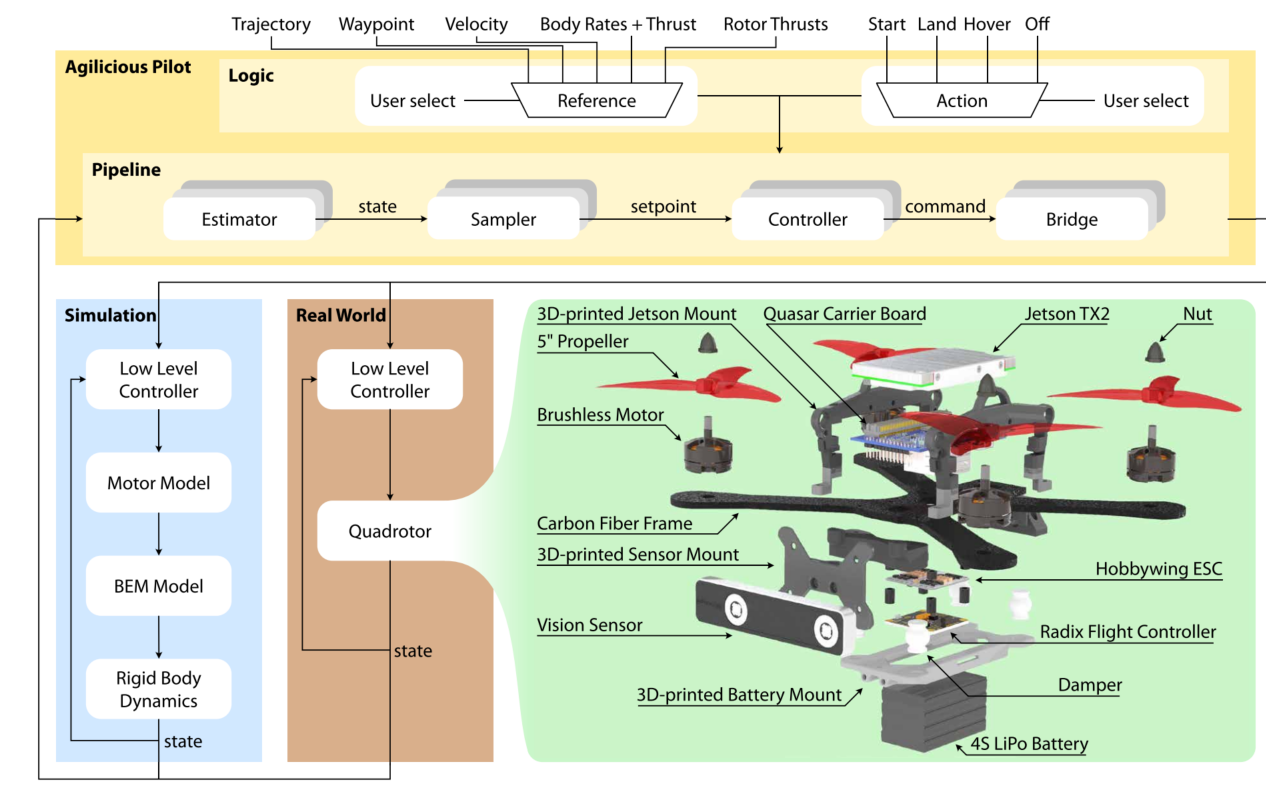 Trajectory Waypoint Velocity Body Rates + Thrust Rotor Thrusts Start Land Hover Off
Agilicious Pilot
Logic
User select Reference Action User select
Pipeline
Estimator state Sampler setpoint Controller command Bridge
Simulation
Low Level
Controller
Motor Model
BEM Model
Rigid Body
Dynamics
state
Real World
Low Level
Controller
Quadrotor
state
3D-printed Jetson Mount Quasar Carrier Board Jetson TX2 Nut
5" Propeller
Brushless Motor
Carbon Fiber Frame
3D-printed Sensor Mount
Hobbywing ESC
Vision Sensor
Radix Flight Controller
3D-printed Battery Mount
Damper
4S LiPo Battery